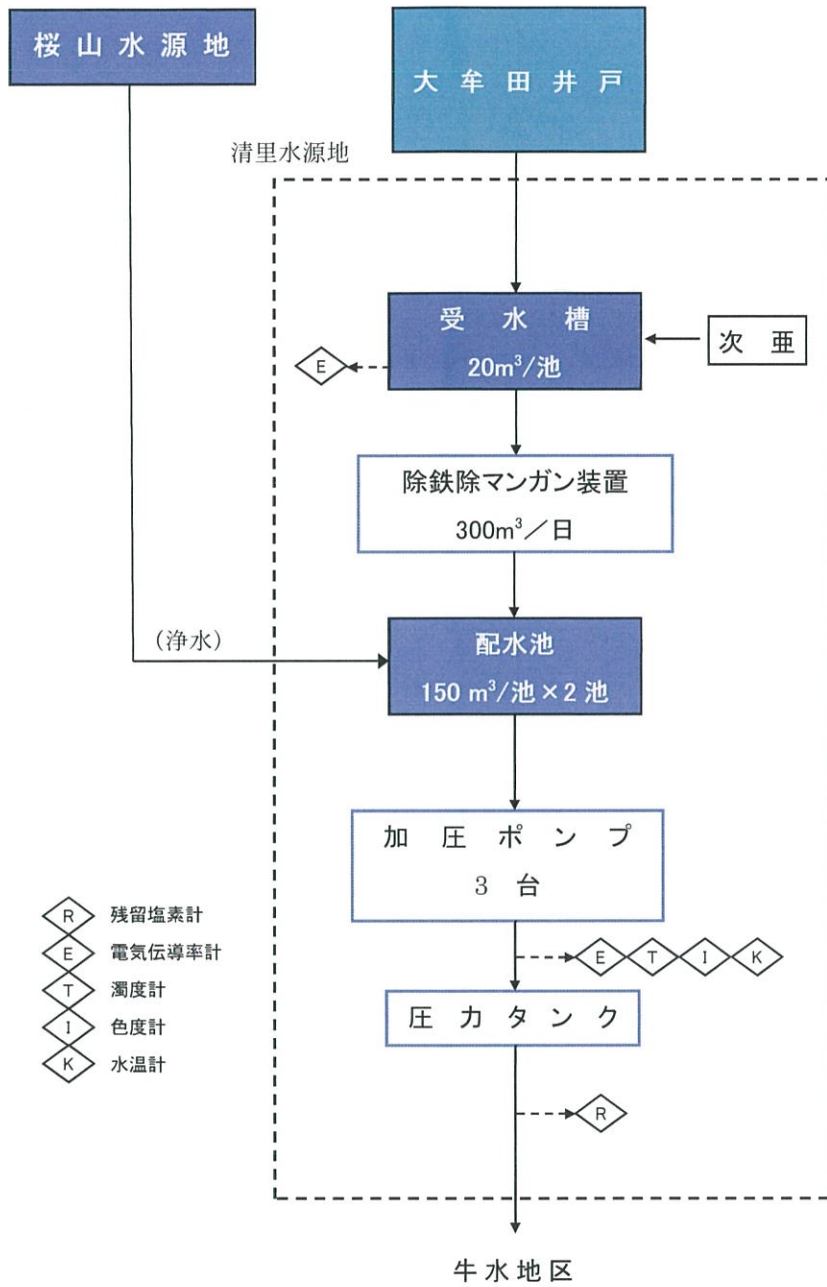 桜山水源地
大牟田井戸
清里水源地
受水槽
20m³/池
次亜
E
除鉄除マンガン装置
300m³／日
(浄水)
配水池
150 m³/池×2池
加圧ポンプ
3 台
R 残留塩素計
E 電気伝導率計
T 濁度計
I 色度計
K 水温計
E T I K
圧力タンク
R
牛水地区